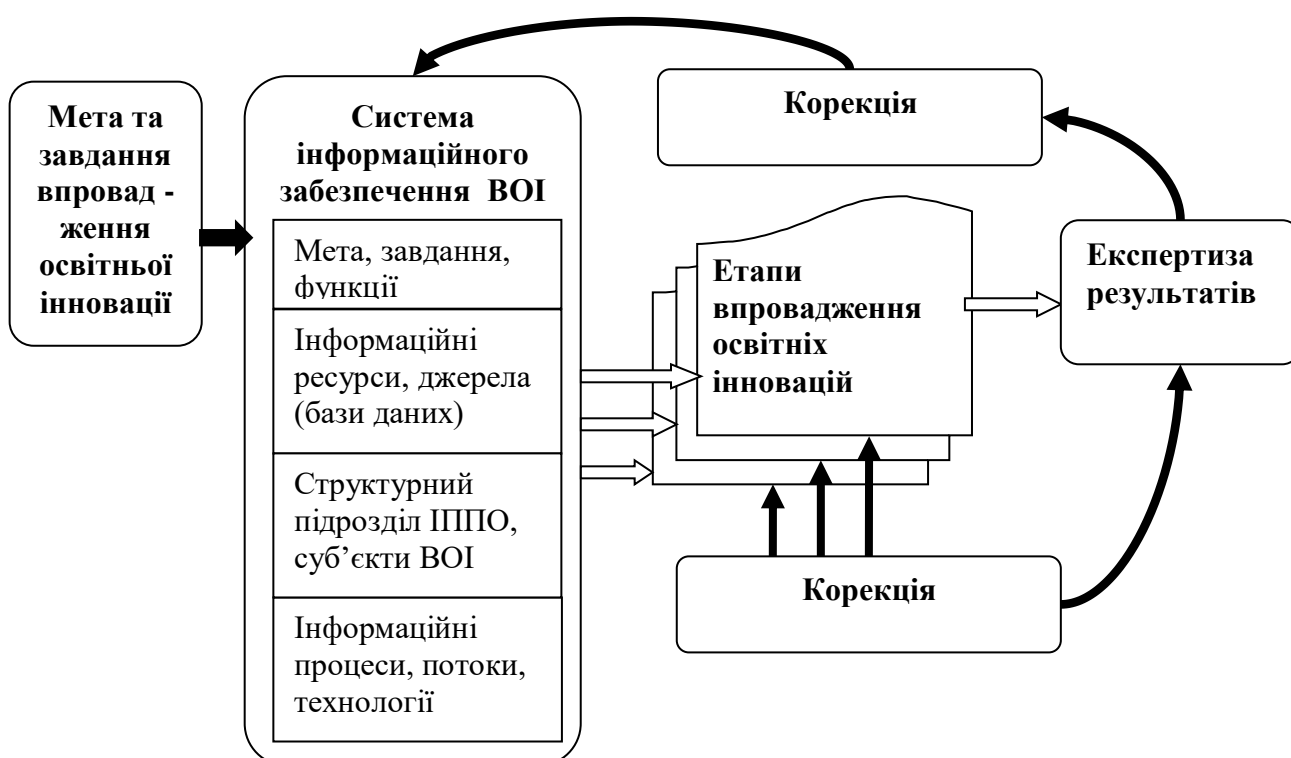 Мета та
завдання
впровад -
ження
освітньої
інновації
Система
інформаційного
забезпечення ВОІ
Мета, завдання,
функції
Інформаційні
ресурси, джерела
(бази даних)
Структурний
підрозділ ІППО,
суб’єкти ВОІ
Інформаційні
процеси, потоки,
технології
Корекція
Етапи
впровадження
освітніх
інновацій
Експертиза
результатів
Корекція